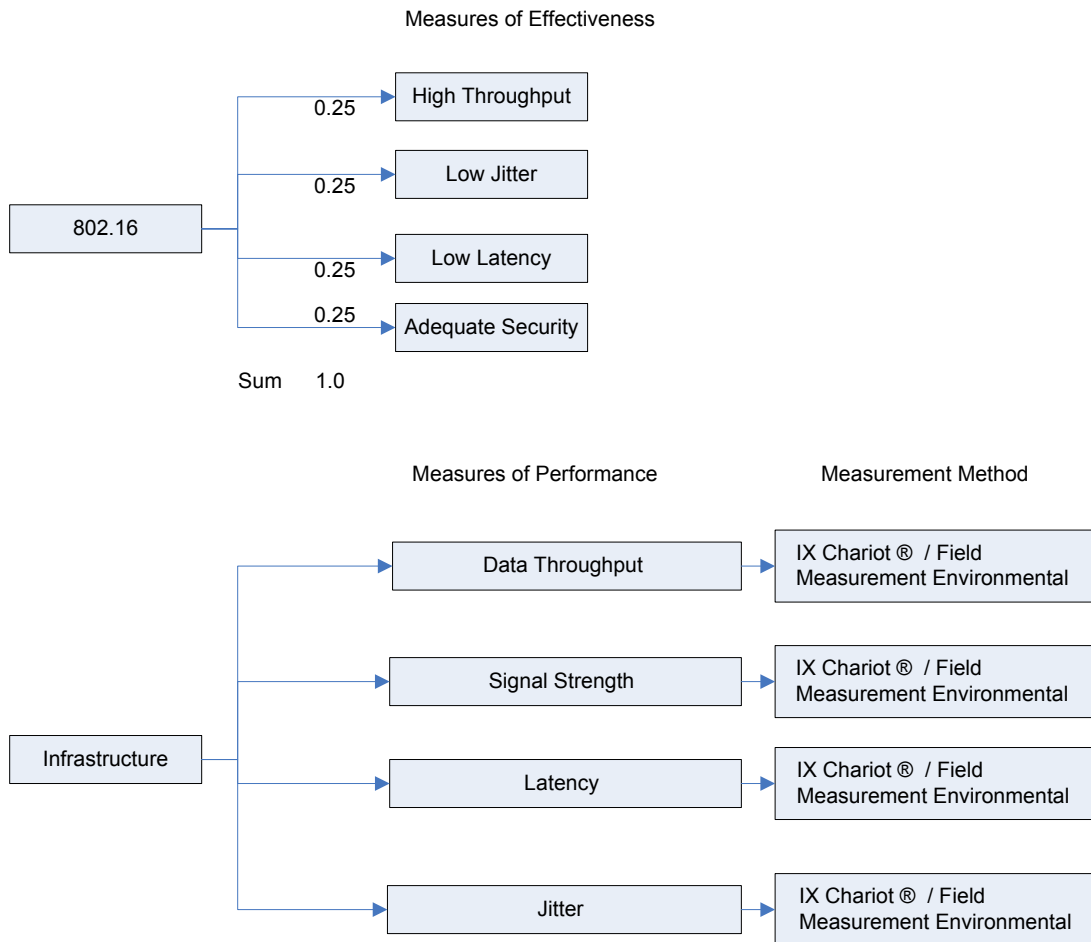 Measures of Effectiveness
High Throughput
0.25
Low Jitter
0.25
802.16
Low Latency
0.25
0.25
Adequate Security
Sum 1.0
Measures of Performance
Measurement Method
Data Throughput
IX Chariot ® / Field
Measurement Environmental
Signal Strength
IX Chariot ® / Field
Measurement Environmental
Infrastructure
Latency
IX Chariot ® / Field
Measurement Environmental
Jitter
IX Chariot ® / Field
Measurement Environmental